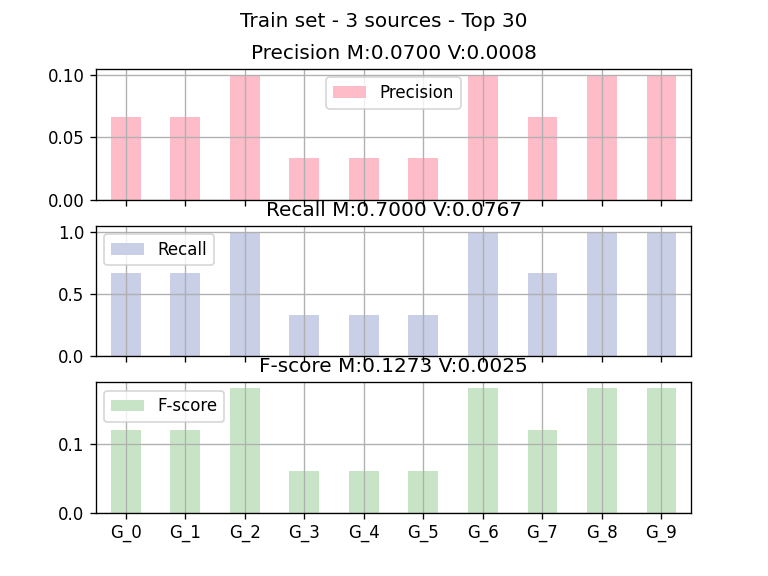 Train set - 3 sources - Top 30
Precision M:0.0700 V:0.0008
0.10
0.05
0.00
Precision
Recall M:0.7000 V:0.0767
1.0
0.5
0.0
Recall
F-score M:0.1273 V:0.0025
0.1
0.0
F-score
G_0 G_1 G_2 G_3 G_4 G_5 G_6 G_7 G_8 G_9